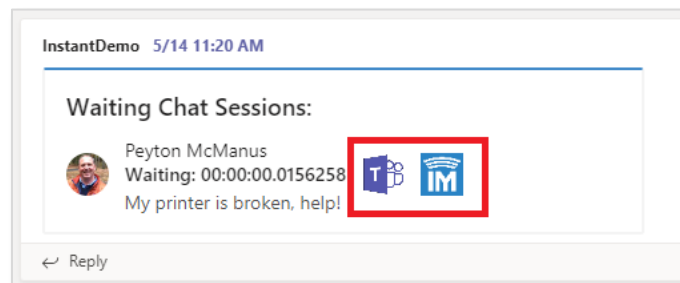 InstantDemo 5/14 11:20 AM
Waiting Chat Sessions:
Peyton McManus
Waiting: 00:00:00.0156258
T
IM
My printer is broken, help!
Reply